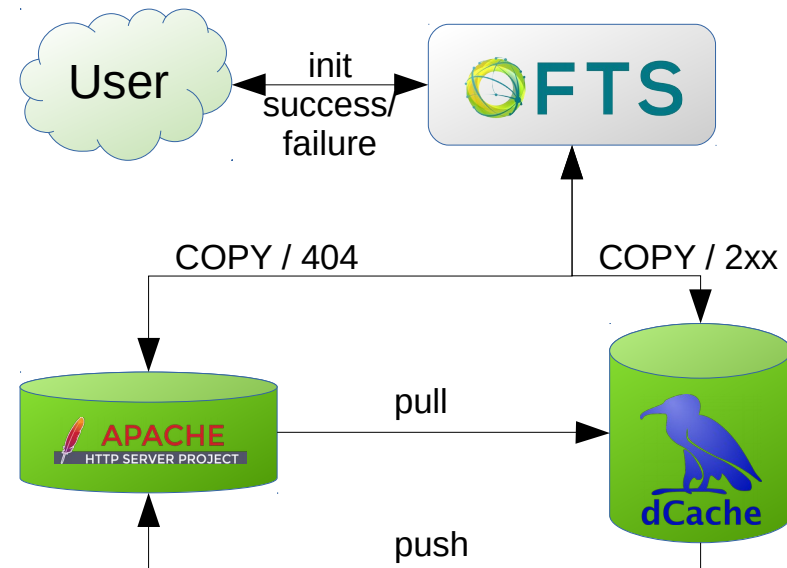 User
init
success/
failure
FTS
COPY / 404
COPY / 2xx
pull
APACHE
HTTP SERVER PROJECT
dCache
push